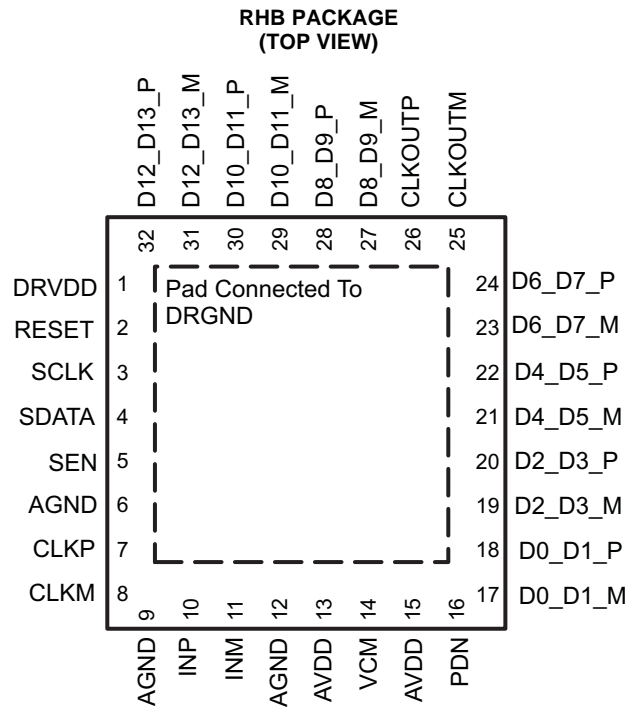 RHB PACKAGE
(TOP VIEW)
D12_D13_P
D12_D13_M
D10_D11_P
D10_D11_M
D8_D9_P
D8_D9_M
CLKOUTP
CLKOUTM
32
31
30
29
28
27
26
25
DRVDD 1
RESET 2
SCLK 3
SDATA 4
SEN 5
AGND 6
CLKP 7
CLKM 8
Pad Connected To
DRGND
24 D6_D7_P
23 D6_D7_M
22 D4_D5_P
21 D4_D5_M
20 D2_D3_P
19 D2_D3_M
18 D0_D1_P
17 D0_D1_M
9
10
11
12
13
14
15
16
AGND
INP
INM
AGND
AVDD
VCM
AVDD
PDN